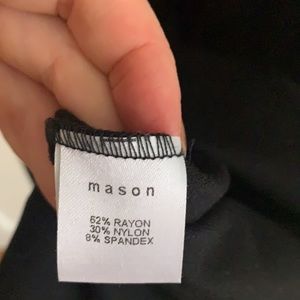 mason
62% RAYON
30% NYLON
8% SPANDEX